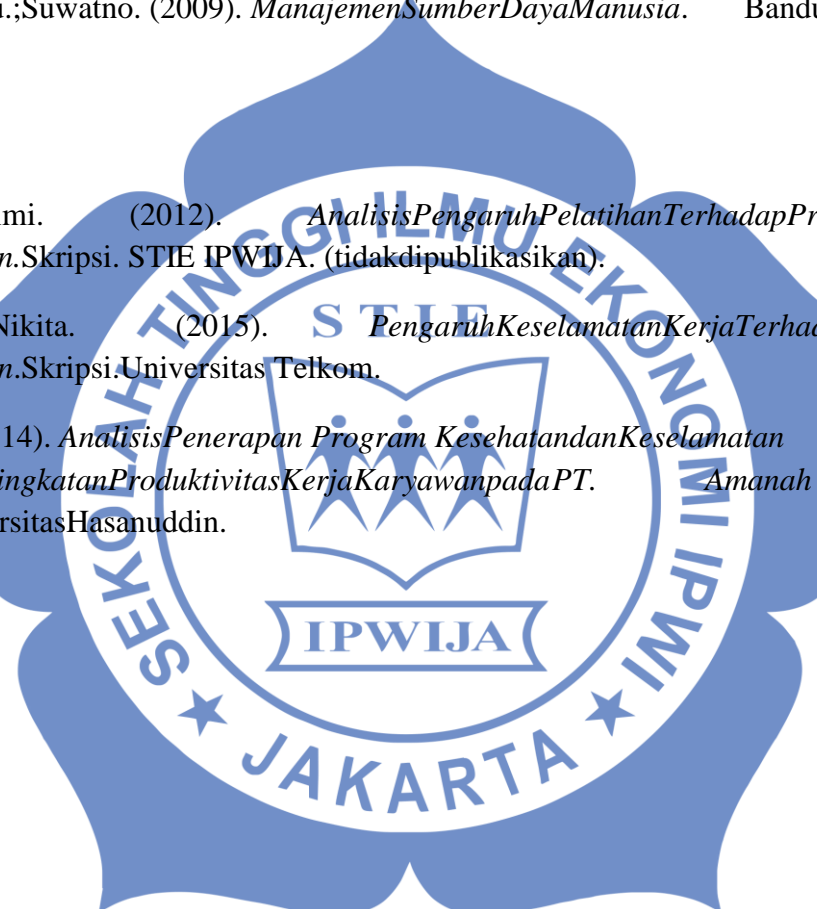 u.;Suwatno. (2009). ManajemenSumberDayaManusia. Bandu
mi. (2012). AnalisisPengaruhPelatihanTerhadapPr
n.Skripsi. STIE IPWIJA. (tidakdipublikasikan).
Nikita. (2015). PengaruhKeselamatanKerjaTerhad
n.Skripsi.Universitas Telkom.
14). AnalisisPenerapan Program KesehatandanKeselamatan
ingkatanProduktivitasKerjaKaryawanpadaPT. Amanah
rsitasHasanuddin.
SEKOLAH TINGGI ILMU EKONOMI IPWI
STIE
IPWIJA
JAKARTA